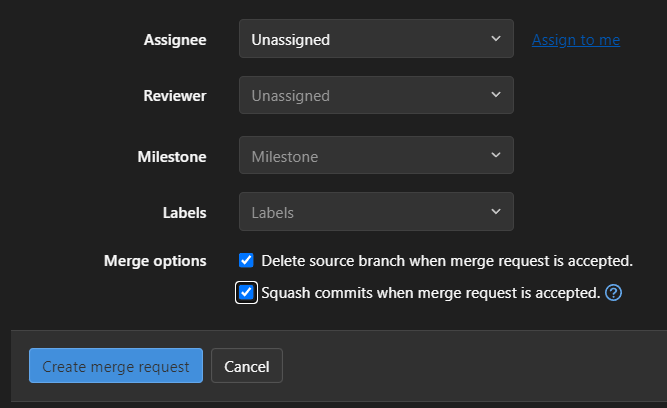 Assignee Unassigned Assign to me
Reviewer Unassigned
Milestone Milestone
Labels Labels
Merge options Delete source branch when merge request is accepted.
Squash commits when merge request is accepted. ?
Create merge request Cancel